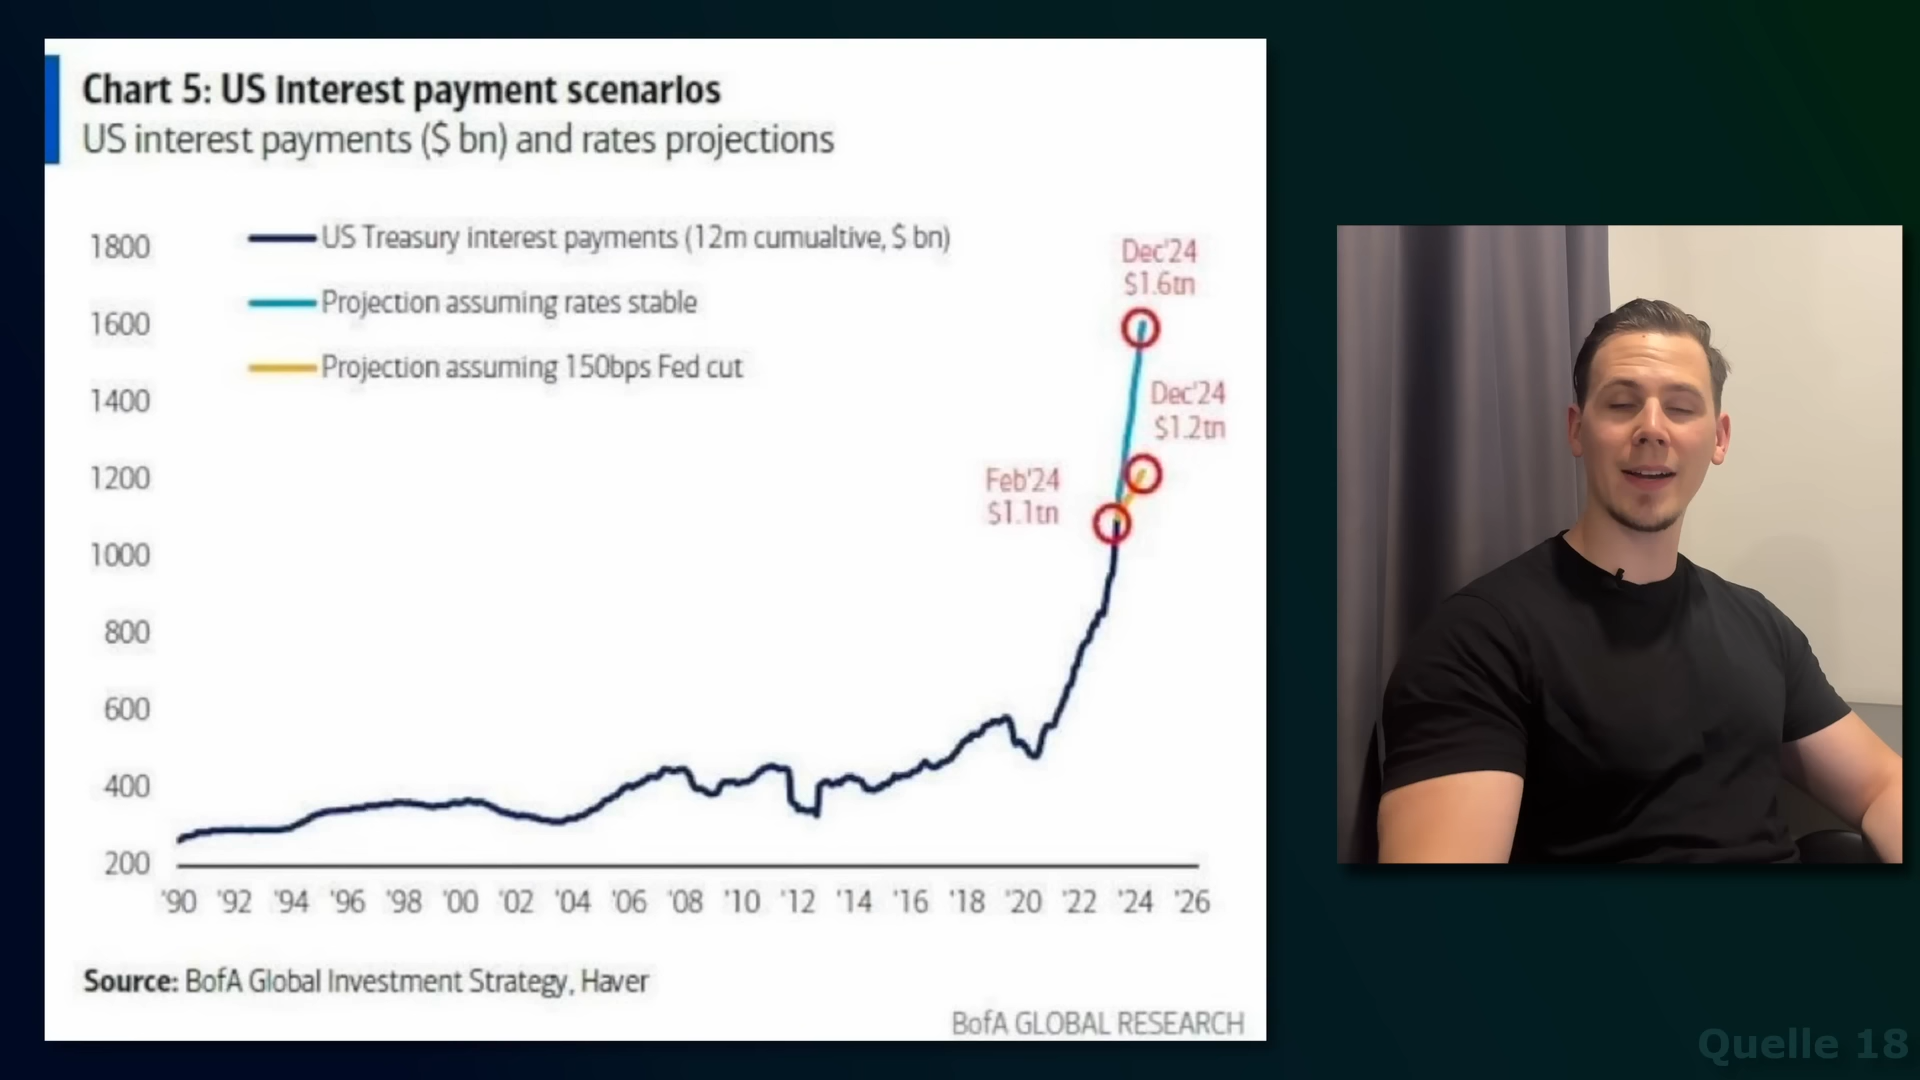 Chart 5: US Interest payment scenarios
US interest payments ($ bn) and rates projections
US Treasury interest payments (12m cumualtive, $ bn)
Projection assuming rates stable
Projection assuming 150bps Fed cut
Dec'24
$1.6tn
Dec'24
$1.2tn
Feb'24
$1.1tn
1800
1600
1400
1200
1000
800
600
400
200
'90 '92 '94 '96 '98 '00 '02 '04 '06 '08 '10 '12 '14 '16 '18 '20 '22 '24 '26
Source: BofA Global Investment Strategy, Haver
BofA GLOBAL RESEARCH
Quelle 18